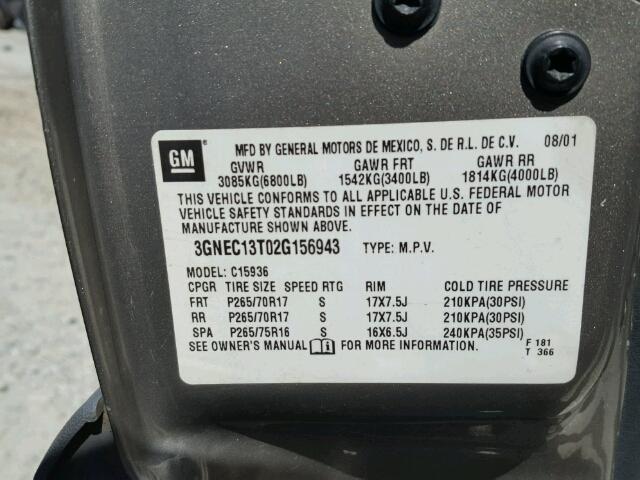 GM
MFD BY GENERAL MOTORS DE MEXICO, S. DE R.L. DE C.V. 08/01
GVWR GAWR FRT GAWR RR
3085KG(6800LB) 1542KG(3400LB) 1814KG(4000LB)
THIS VEHICLE CONFORMS TO ALL APPLICABLE U.S. FEDERAL MOTOR
VEHICLE SAFETY STANDARDS IN EFFECT ON THE DATE OF
MANUFACTURE SHOWN ABOVE.
3GNEC13T02G156943 TYPE: M.P.V.
MODEL: C15936
CPGR TIRE SIZE SPEED RTG RIM COLD TIRE PRESSURE
FRT P265/70R17 S 17X7.5J 210KPA(30PSI)
RR P265/70R17 S 17X7.5J 210KPA(30PSI)
SPA P265/75R16 S 16X6.5J 240KPA(35PSI)
SEE OWNER'S MANUAL FOR MORE INFORMATION.
F 181
T 366